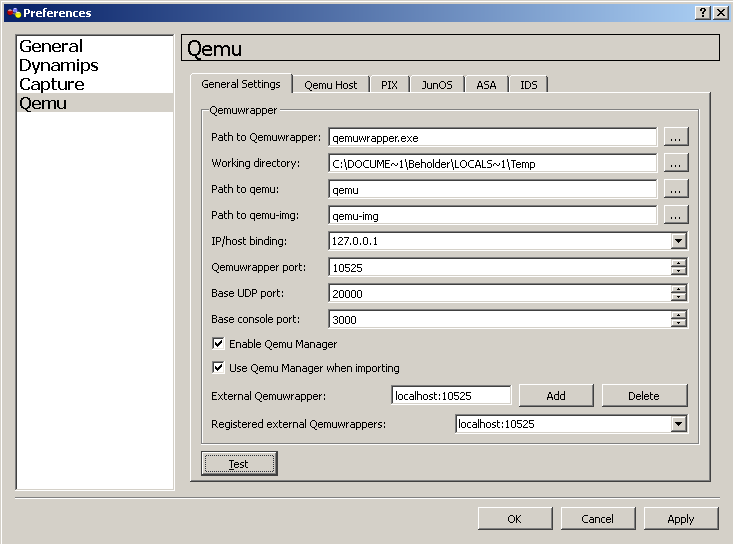 Preferences
General
Dynamips
Capture
Qemu
Qemu
General Settings Qemu Host PIX JunOS ASA IDS
Qemuwrapper
Path to Qemuwrapper: qemuwrapper.exe ...
Working directory: C:\DOCUME~1\Beholder\LOCALS~1\Temp ...
Path to qemu: qemu ...
Path to qemu-img: qemu-img ...
IP/host binding: 127.0.0.1
Qemuwrapper port: 10525
Base UDP port: 20000
Base console port: 3000
Enable Qemu Manager
Use Qemu Manager when importing
External Qemuwrapper: localhost:10525 Add Delete
Registered external Qemuwrappers: localhost:10525
Test
OK Cancel Apply